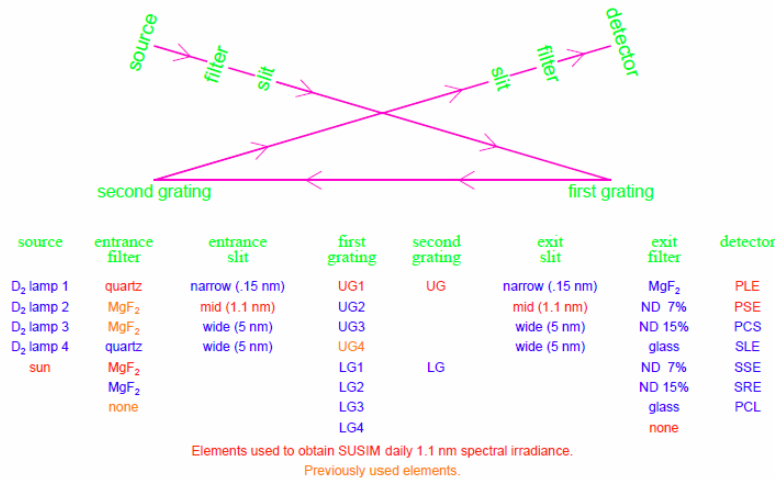 source filter slit slit filter detector
second grating first grating
source entrance filter entrance slit first grating second grating exit slit exit filter detector
D₂ lamp 1 quartz narrow (.15 nm) UG1 UG narrow (.15 nm) MgF₂ PLE
D₂ lamp 2 MgF₂ mid (1.1 nm) UG2 mid (1.1 nm) ND 7% PSE
D₂ lamp 3 MgF₂ wide (5 nm) UG3 wide (5 nm) ND 15% PCS
D₂ lamp 4 quartz wide (5 nm) UG4 wide (5 nm) glass SLE
sun MgF₂ LG1 LG ND 7% SSE
MgF₂ LG2 ND 15% SRE
none LG3 glass PCL
LG4 none
Elements used to obtain SUSIM daily 1.1 nm spectral irradiance.
Previously used elements.